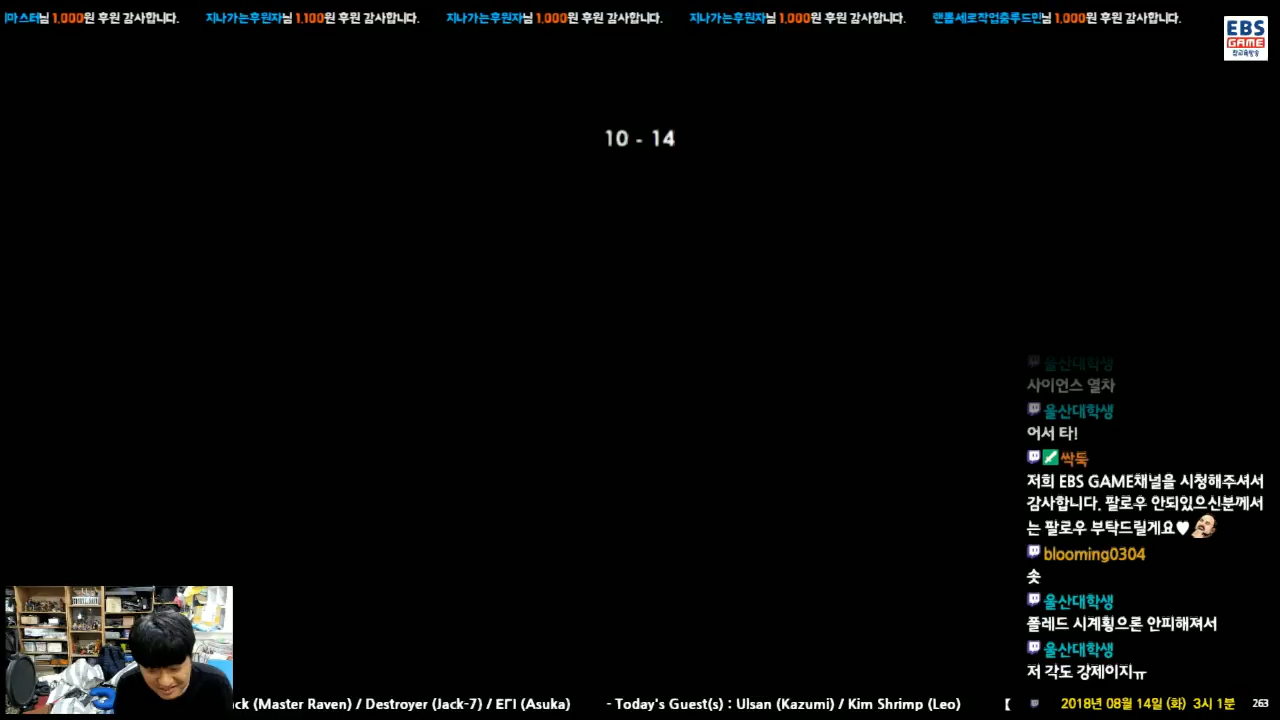 마스터님 1,000원 후원 감사합니다. 지나가는후원자님 1,100원 후원 감사합니다. 지나가는후원자님 1,000원 후원 감사합니다. 지나가는후원자님 1,000원 후원 감사합니다. 랜톨세로작업춤루드민님 1,000원 후원 감사합니다.
EBS
GAME
10 - 14
울산대학생
사이언스 열차
울산대학생
어서 타!
싹둑
저희 EBS GAME채널을 시청해주셔서
감사합니다. 팔로우 안되있으신분께서
는 팔로우 부탁드릴게요♥
blooming0304
솟
울산대학생
폴레드 시계횡으론 안피해져서
울산대학생
저 각도 강제이지ㅠ
ck (Master Raven) / Destroyer (Jack-7) / EГI (Asuka) - Today's Guest(s) : Ulsan (Kazumi) / Kim Shrimp (Leo) 【
2018년 08월 14일 (화) 3시 1분 263